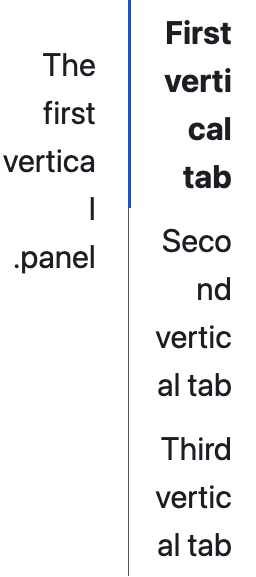 First
verti
cal
tab
Seco
nd
vertic
al tab
Third
vertic
al tab
The
first
vertica
l
.panel